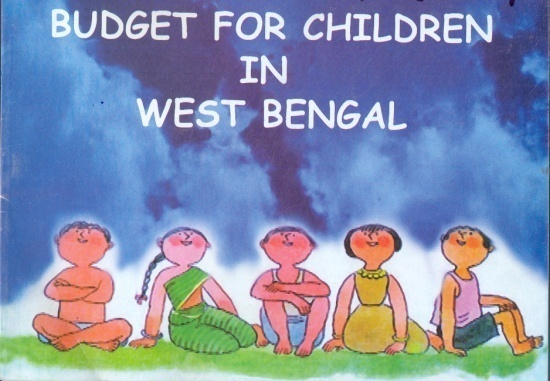 BUDGET FOR CHILDREN
IN
WEST BENGAL